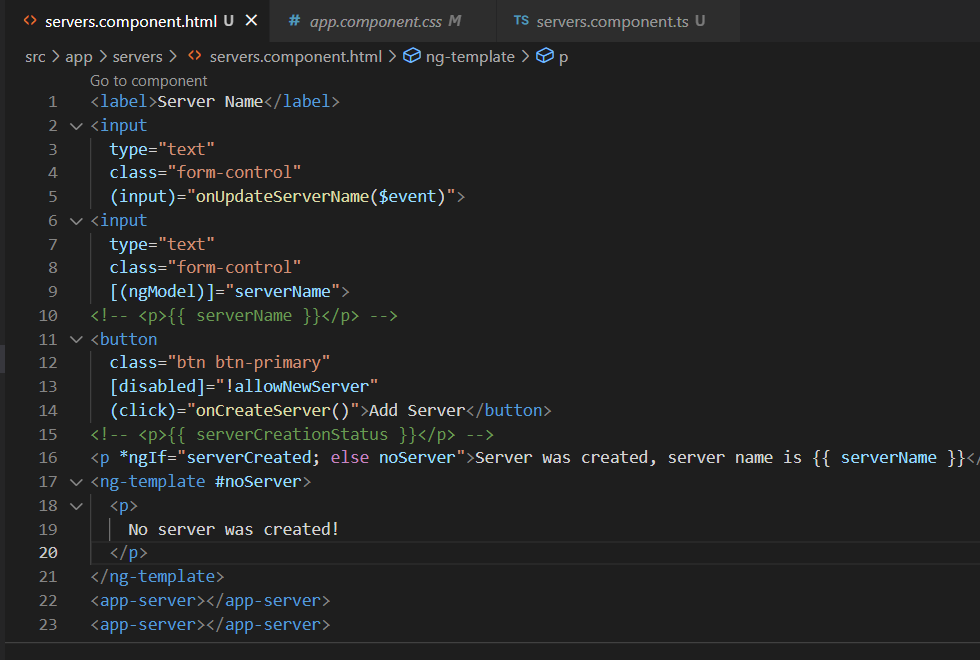 <> servers.component.html U ×
# app.component.css M
TS servers.component.ts U
src > app > servers > <> servers.component.html > ng-template > p
Go to component
1 <label>Server Name</label>
2 <input
3 type="text"
4 class="form-control"
5 (input)="onUpdateServerName($event)">
6 <input
7 type="text"
8 class="form-control"
9 [(ngModel)]="serverName">
10 <!-- <p>{{ serverName }}</p> -->
11 <button
12 class="btn btn-primary"
13 [disabled]="!allowNewServer"
14 (click)="onCreateServer()">Add Server</button>
15 <!-- <p>{{ serverCreationStatus }}</p> -->
16 <p *ngIf="serverCreated; else noServer">Server was created, server name is {{ serverName }}</
17 <ng-template #noServer>
18 <p>
19 No server was created!
20 </p>
21 </ng-template>
22 <app-server></app-server>
23 <app-server></app-server>